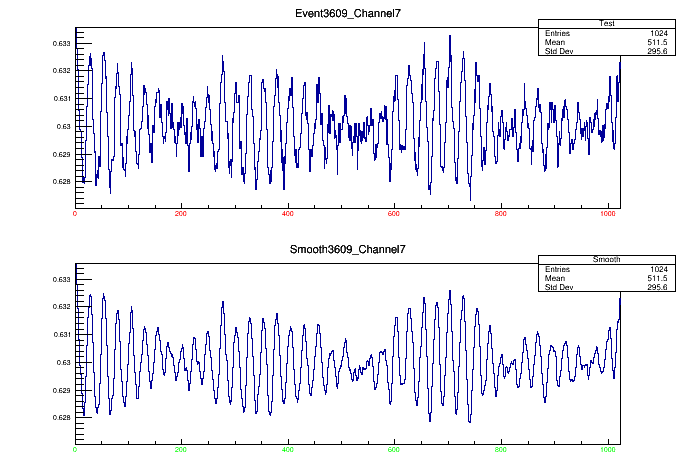 Event3609_Channel7
Test
Entries 1024
Mean 511.5
Std Dev 295.6
0.633
0.632
0.631
0.63
0.629
0.628
0 200 400 600 800 1000
Smooth3609_Channel7
Smooth
Entries 1024
Mean 511.5
Std Dev 295.6
0.633
0.632
0.631
0.63
0.629
0.628
0 200 400 600 800 1000